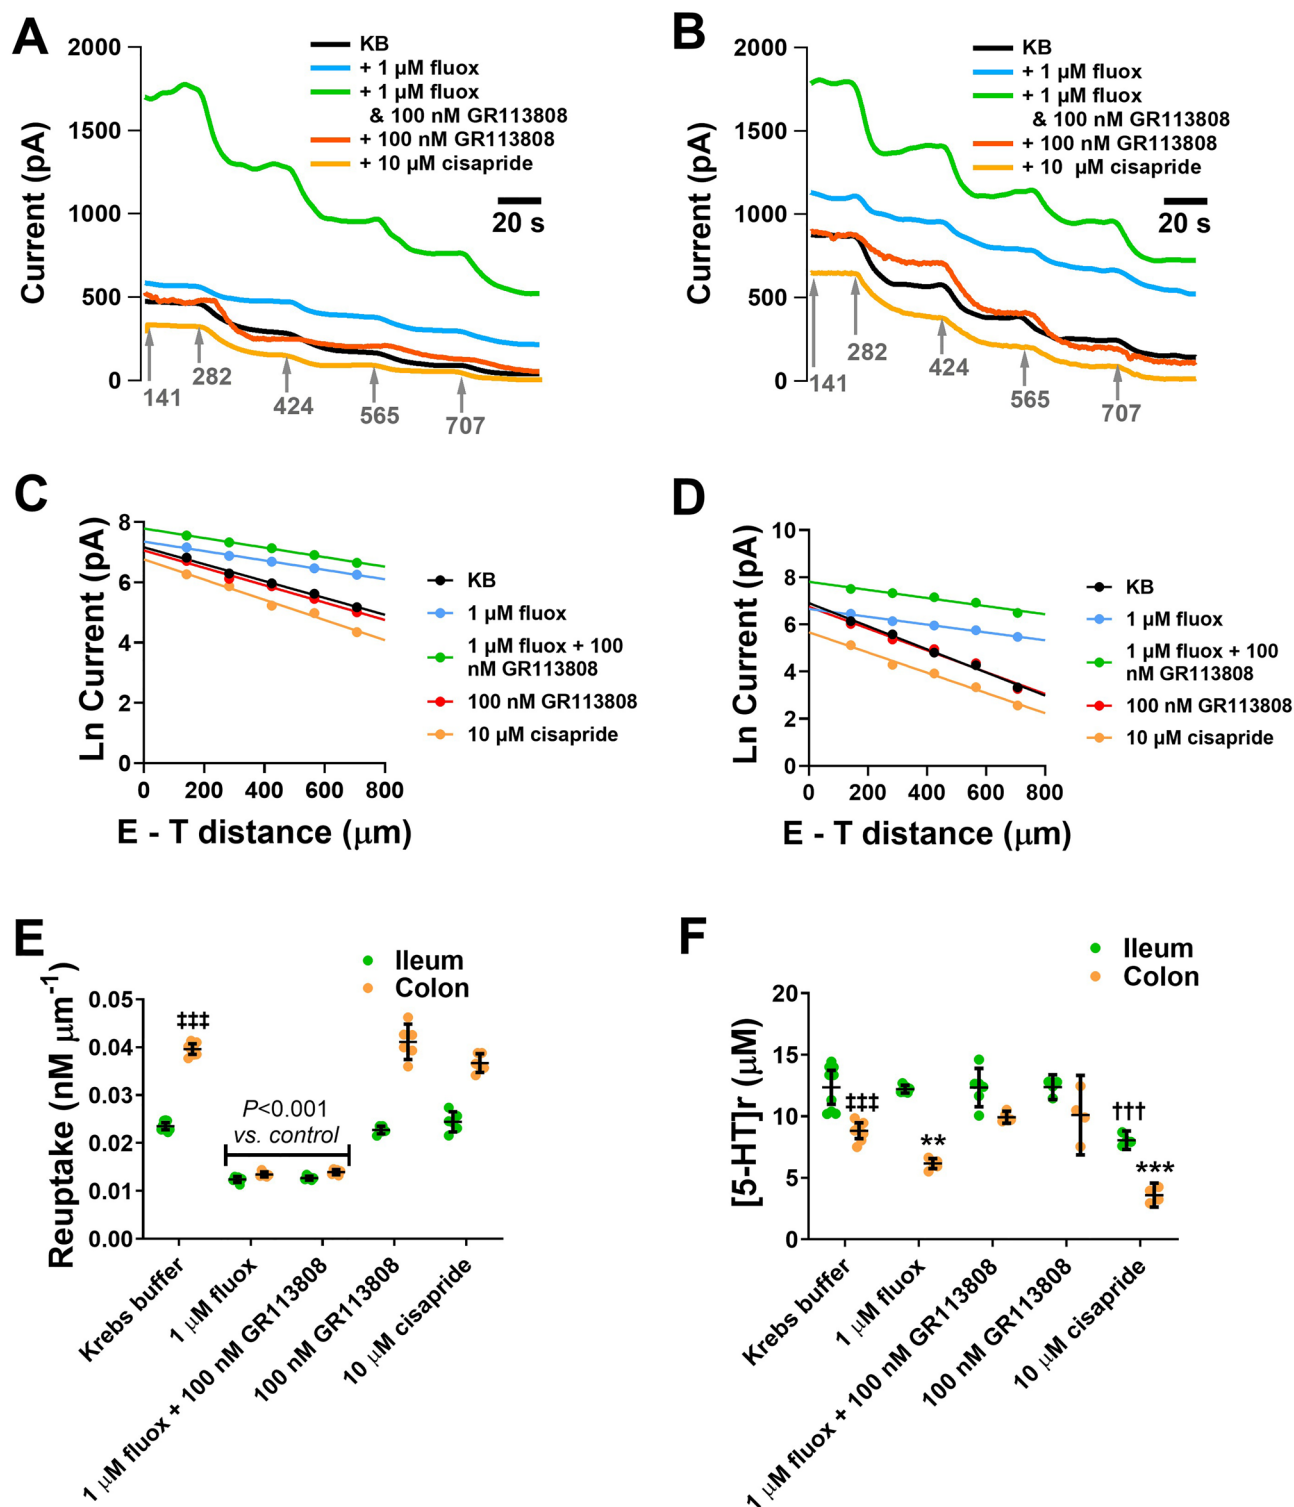 A
2000
1500
1000
500
0
Current (pA)
KB
+ 1 µM fluox
+ 1 µM fluox
& 100 nM GR113808
+ 100 nM GR113808
+ 10 µM cisapride
20 s
141
282
424
565
707
B
2000
1500
1000
500
0
Current (pA)
KB
+ 1 µM fluox
+ 1 µM fluox
& 100 nM GR113808
+ 100 nM GR113808
+ 10 µM cisapride
20 s
141
282
424
565
707
C
8
6
4
2
0
Ln Current (pA)
0 200 400 600 800
E - T distance (µm)
KB
1 µM fluox
1 µM fluox + 100
nM GR113808
100 nM GR113808
10 µM cisapride
D
10
8
6
4
2
0
Ln Current (pA)
0 200 400 600 800
E - T distance (µm)
KB
1 µM fluox
1 µM fluox + 100
nM GR113808
100 nM GR113808
10 µM cisapride
E
Ileum
Colon
0.05
0.04
0.03
0.02
0.01
0.00
Reuptake (nM µm⁻¹)
‡‡‡
P<0.001
vs. control
Krebs buffer
1 µM fluox
1 µM fluox + 100 nM GR113808
100 nM GR113808
10 µM cisapride
F
Ileum
Colon
20
15
10
5
0
[5-HT]r (µM)
‡‡‡
**
†††
***
Krebs buffer
1 µM fluox
1 µM fluox + 100 nM GR113808
100 nM GR113808
10 µM cisapride